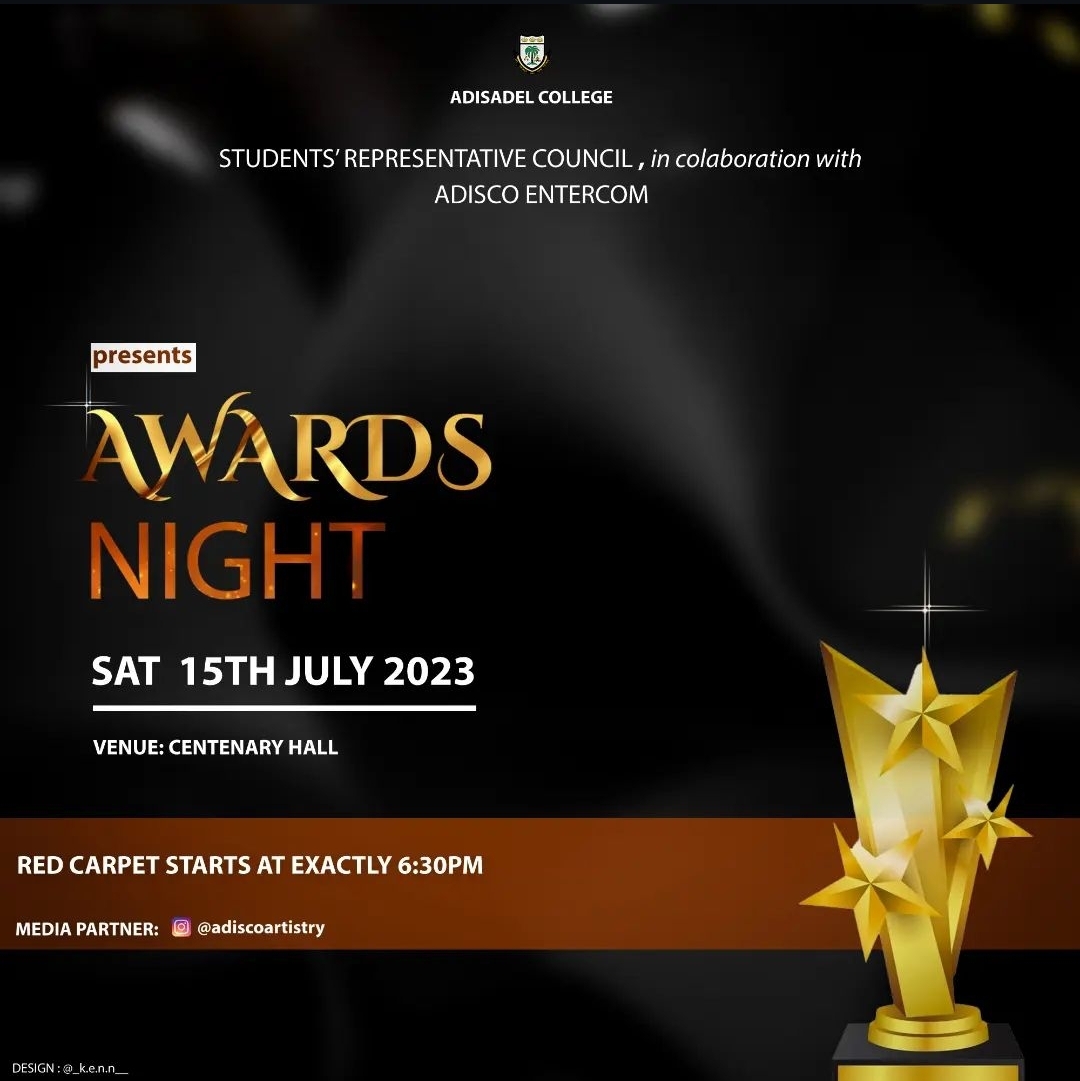 ADISADEL COLLEGE
STUDENTS' REPRESENTATIVE COUNCIL , in colaboration with
ADISCO ENTERCOM
presents
AWARDS
NIGHT
SAT 15TH JULY 2023
VENUE: CENTENARY HALL
RED CARPET STARTS AT EXACTLY 6:30PM
MEDIA PARTNER: @adiscoartistry
DESIGN : @_k.e.n.n__